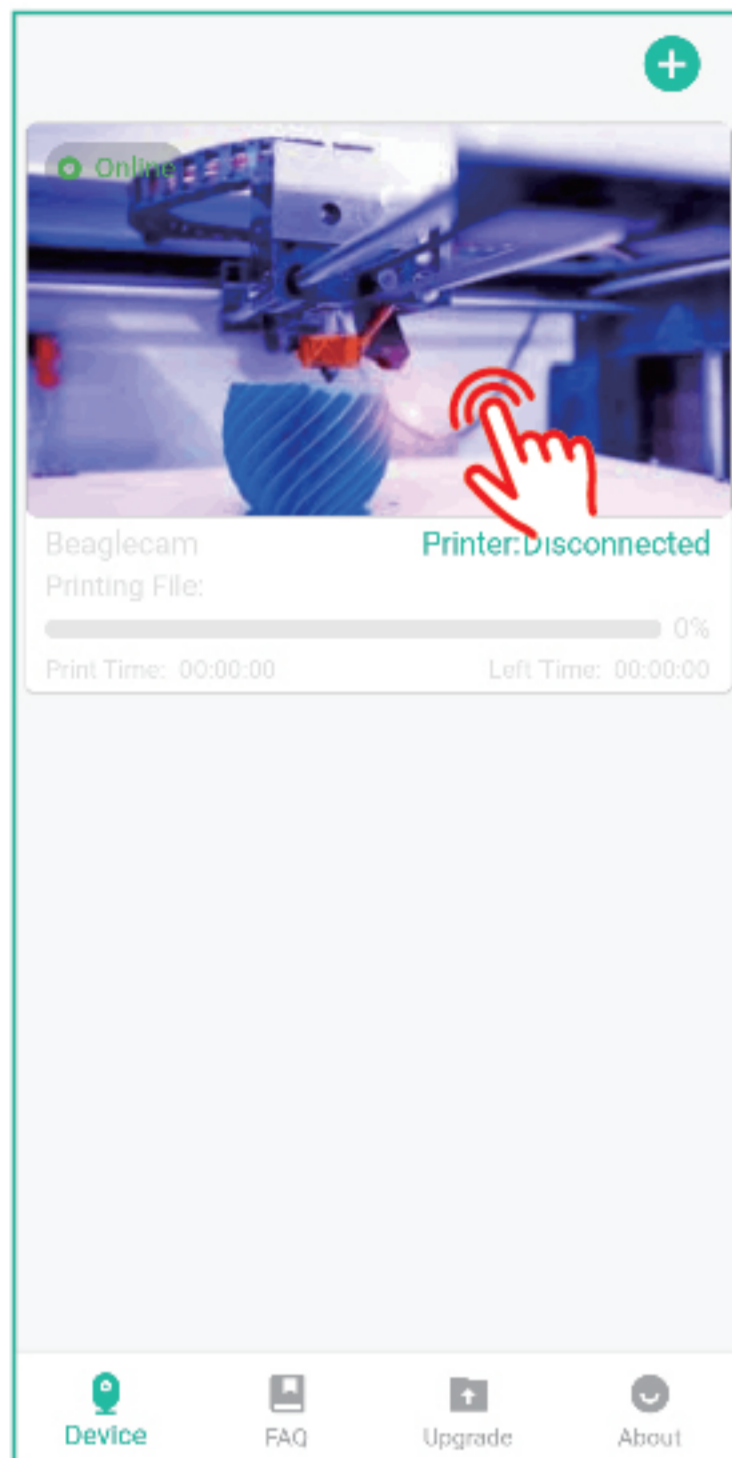 Online
Beaglecam Printer:Disconnected
Printing File:
0%
Print Time: 00:00:00 Left Time: 00:00:00
Device FAQ Upgrade About